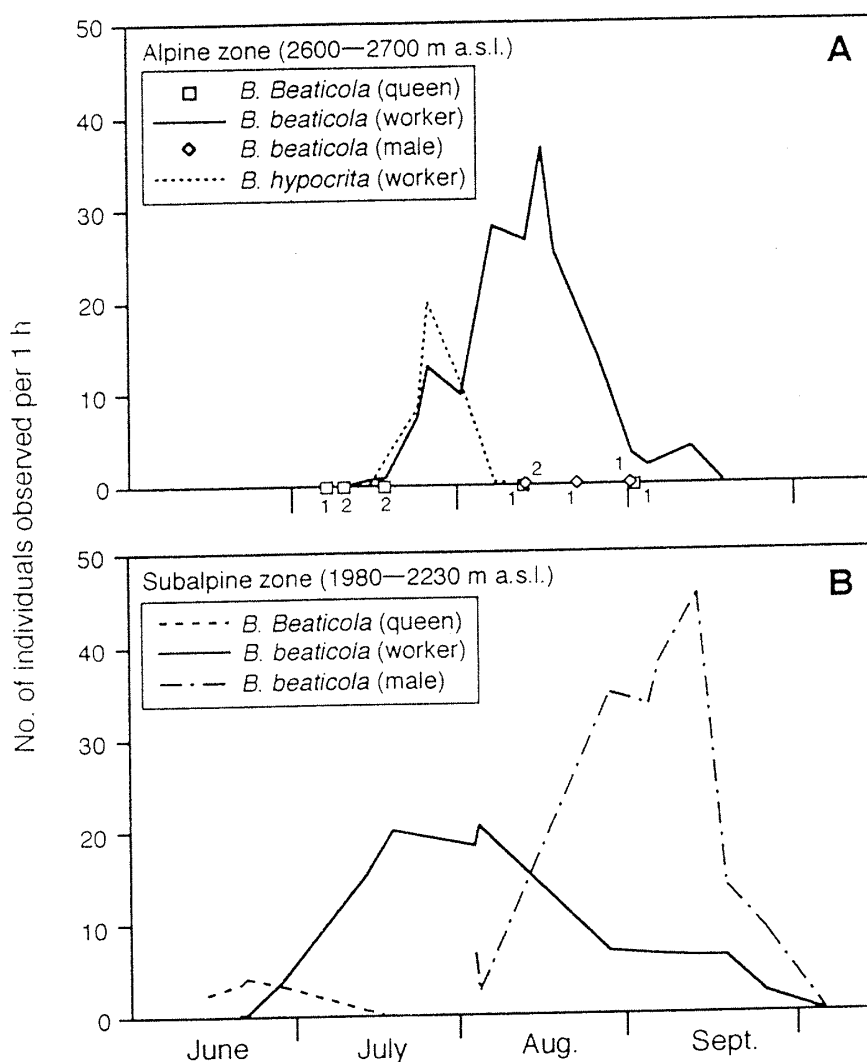 No. of individuals observed per 1 h
A
Alpine zone (2600—2700 m a.s.l.)
B. Beaticola (queen)
B. beaticola (worker)
B. beaticola (male)
B. hypocrita (worker)
50
40
30
20
10
0
1 2 2 1 2 1 1 1
B
Subalpine zone (1980—2230 m a.s.l.)
B. Beaticola (queen)
B. beaticola (worker)
B. beaticola (male)
50
40
30
20
10
0
June July Aug. Sept.